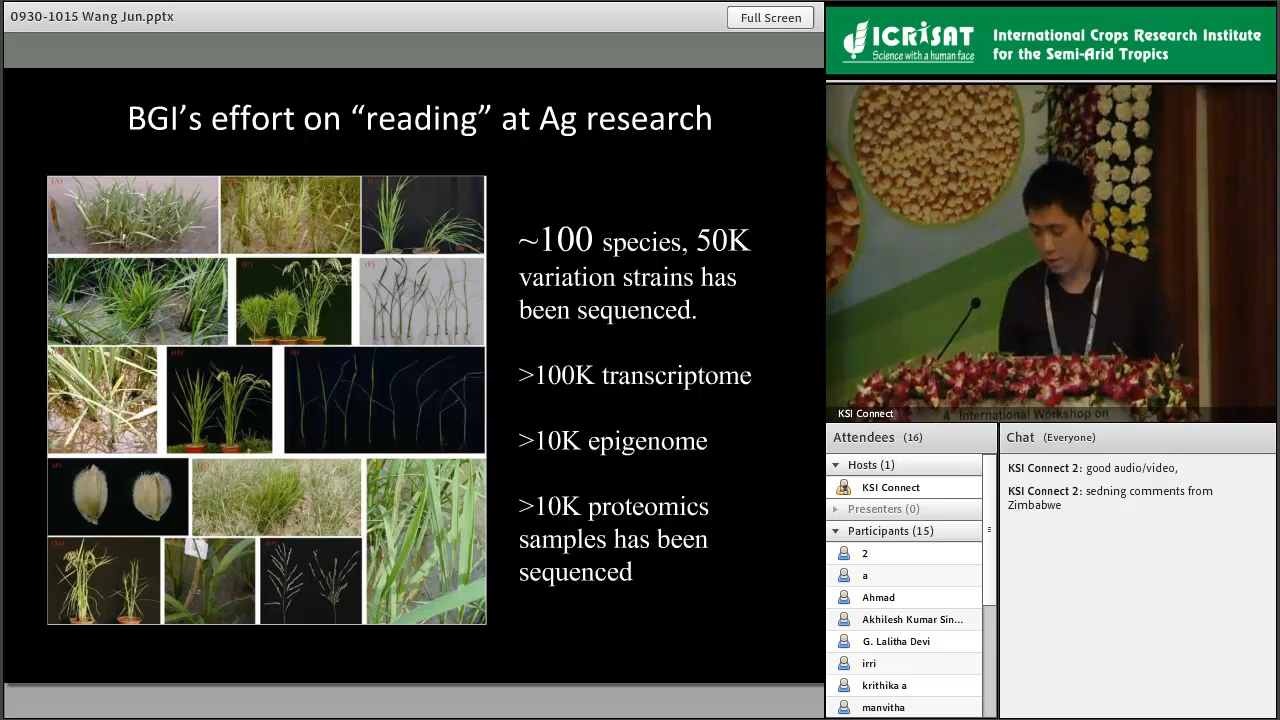 0930-1015 Wang Jun.pptx
Full Screen
BGI's effort on “reading” at Ag research
~100 species, 50K
variation strains has
been sequenced.
>100K transcriptome
>10K epigenome
>10K proteomics
samples has been
sequenced
ICRISAT
Science with a human face
International Crops Research Institute
for the Semi-Arid Tropics
KSI Connect
4th International Workshop on
Attendees (16)
Hosts (1)
KSI Connect
Presenters (0)
Participants (15)
2
a
Ahmad
Akhilesh Kumar Sin...
G. Lalitha Devi
irri
krithika a
manvitha
Chat (Everyone)
KSI Connect 2: good audio/video,
KSI Connect 2: sedning comments from
Zimbabwe